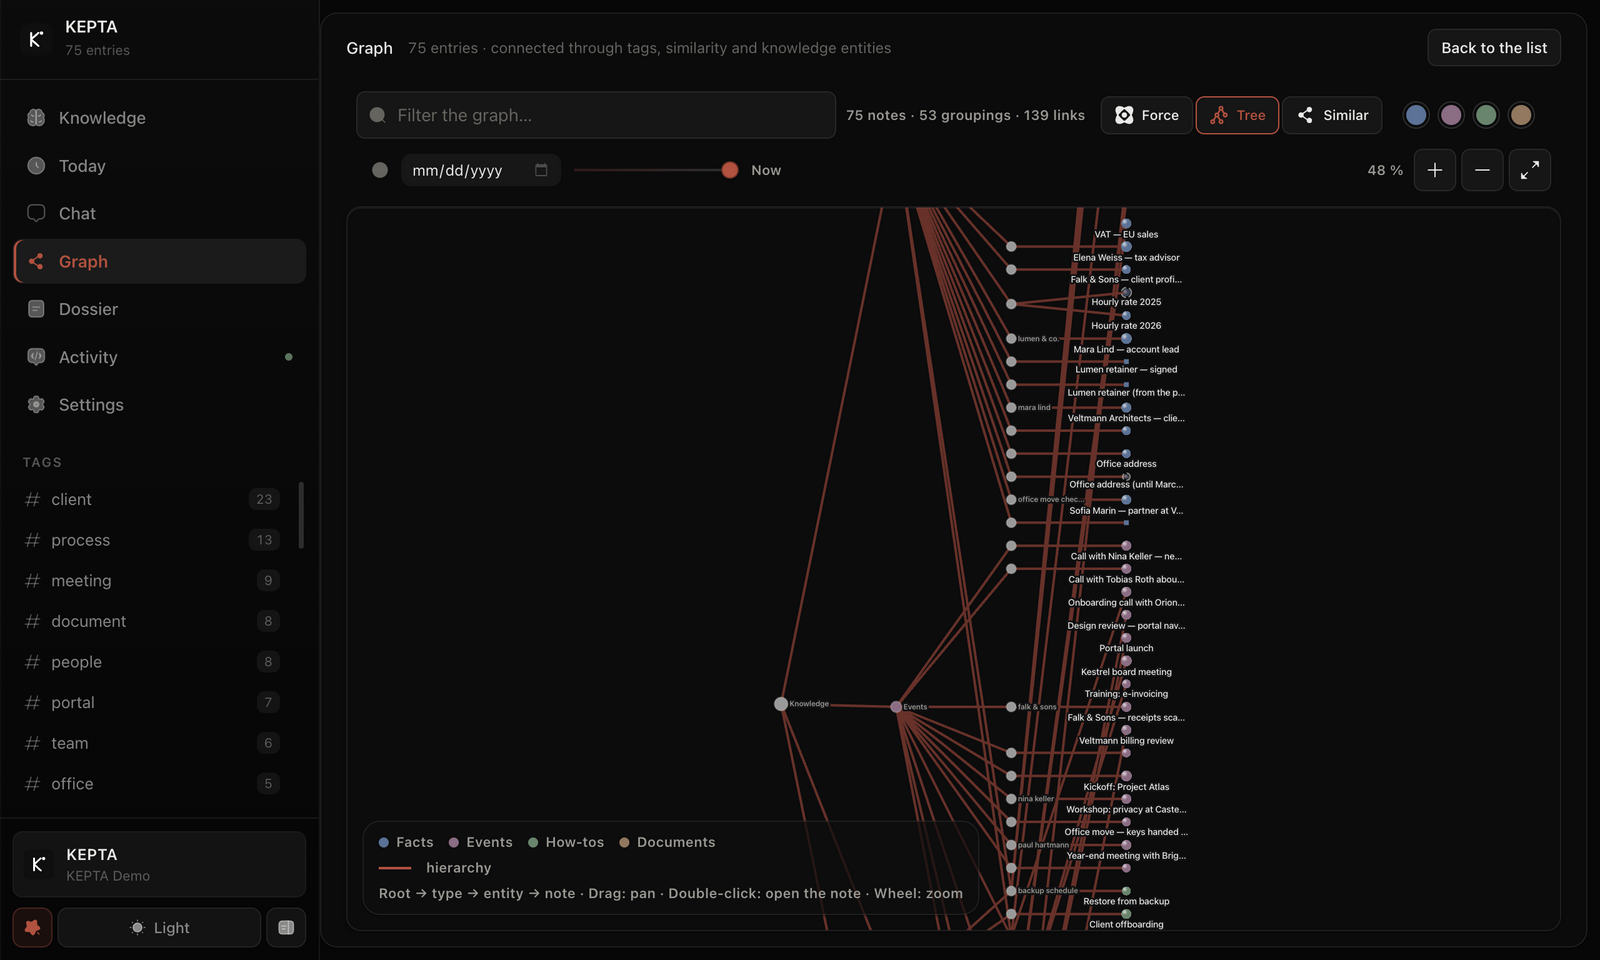 KEPTA
75 entries
Knowledge
Today
Chat
Graph
Dossier
Activity
Settings
TAGS
# client 23
# process 13
# meeting 9
# document 8
# people 8
# portal 7
# team 6
# office 5
KEPTA
KEPTA Demo
Light
Graph 75 entries · connected through tags, similarity and knowledge entities
Back to the list
Filter the graph...
75 notes · 53 groupings · 139 links
Force
Tree
Similar
mm/dd/yyyy
Now
48 %
VAT — EU sales
Elena Weiss — tax advisor
Falk & Sons — client profi...
Hourly rate 2025
Hourly rate 2026
lumen & co.
Mara Lind — account lead
Lumen retainer — signed
Lumen retainer (from the p...
mara lind
Veltmann Architects — clie...
Office address
Office address (until Marc...
office move chec...
Sofia Marin — partner at V...
Call with Nina Keller — ne...
Call with Tobias Roth abou...
Onboarding call with Orion...
Design review — portal nav...
Portal launch
Kestrel board meeting
Training: e-invoicing
Knowledge
Events
falk & sons
Falk & Sons — receipts sca...
Veltmann billing review
Kickoff: Project Atlas
nina keller
Workshop: privacy at Caste...
Office move — keys handed ...
paul hartmann
Year-end meeting with Brig...
backup schedule
Restore from backup
Client offboarding
Facts Events How-tos Documents
hierarchy
Root → type → entity → note · Drag: pan · Double-click: open the note · Wheel: zoom